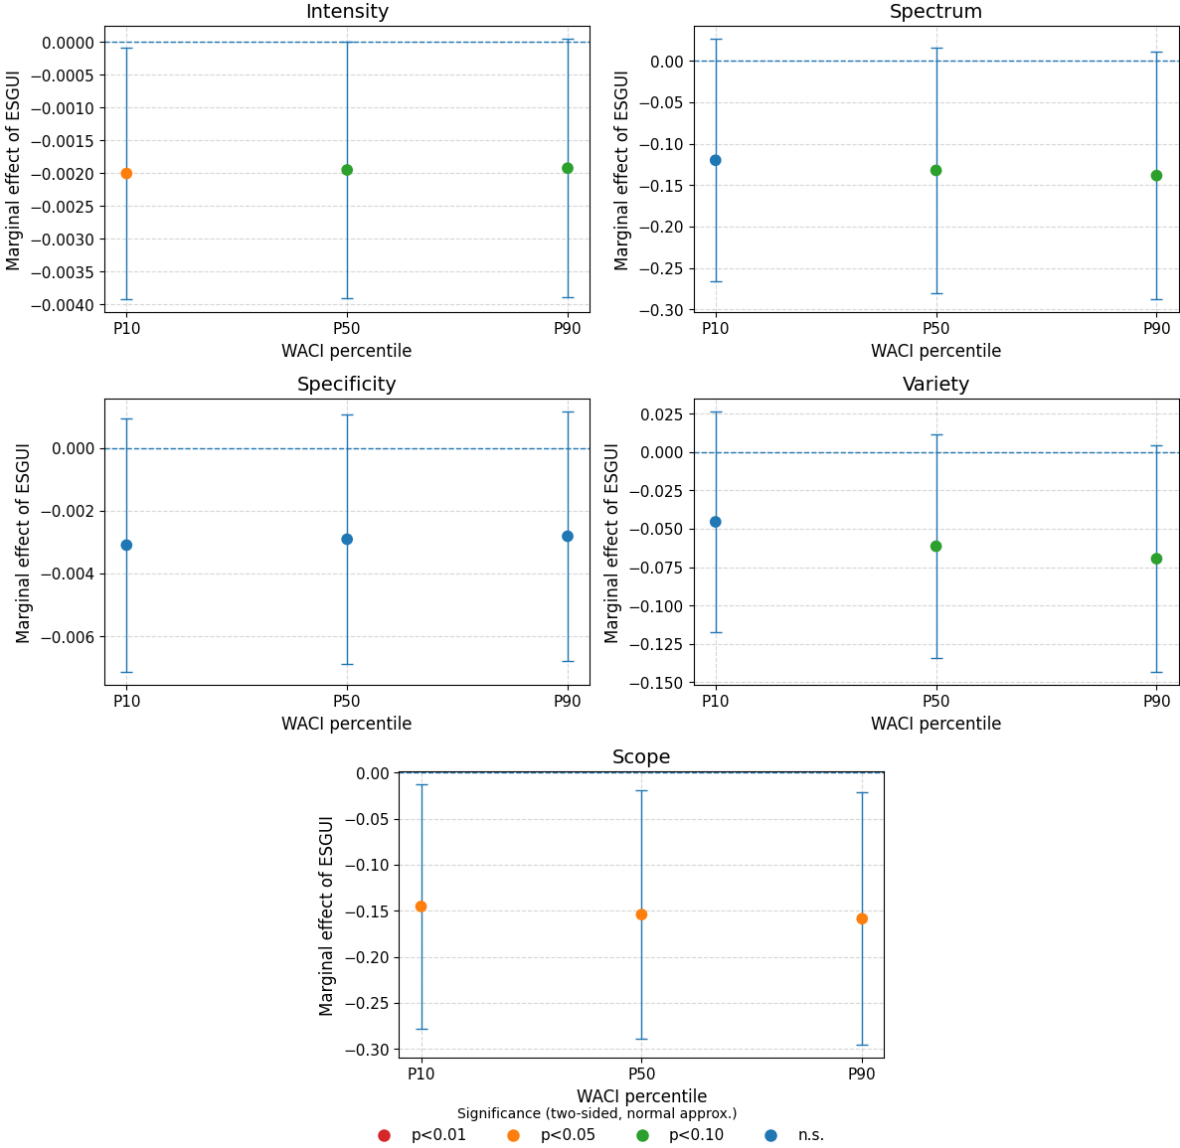 Intensity
Marginal effect of ESGUI
0.0000
−0.0005
−0.0010
−0.0015
−0.0020
−0.0025
−0.0030
−0.0035
−0.0040
P10 P50 P90
WACI percentile
Spectrum
Marginal effect of ESGUI
0.00
−0.05
−0.10
−0.15
−0.20
−0.25
−0.30
P10 P50 P90
WACI percentile
Specificity
Marginal effect of ESGUI
0.000
−0.002
−0.004
−0.006
P10 P50 P90
WACI percentile
Variety
Marginal effect of ESGUI
0.025
0.000
−0.025
−0.050
−0.075
−0.100
−0.125
−0.150
P10 P50 P90
WACI percentile
Scope
Marginal effect of ESGUI
0.00
−0.05
−0.10
−0.15
−0.20
−0.25
−0.30
P10 P50 P90
WACI percentile
Significance (two-sided, normal approx.)
p<0.01 p<0.05 p<0.10 n.s.